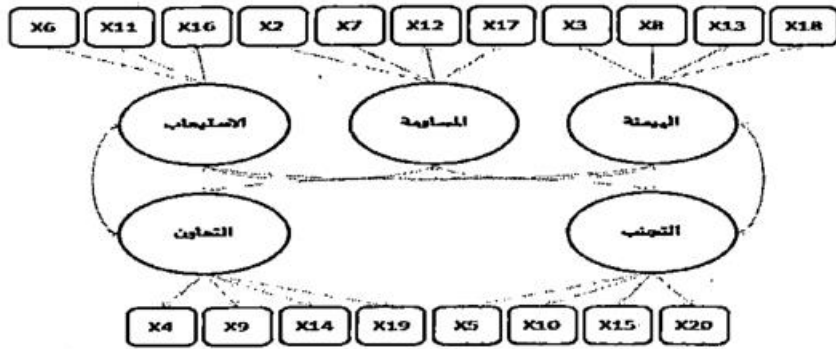 X6 X11 X16 X2 X7 X12 X17 X3 X8 X13 X18
الاستيعاب المساومة الهيمنة
التعاون التجنب
X4 X9 X14 X19 X5 X10 X15 X20